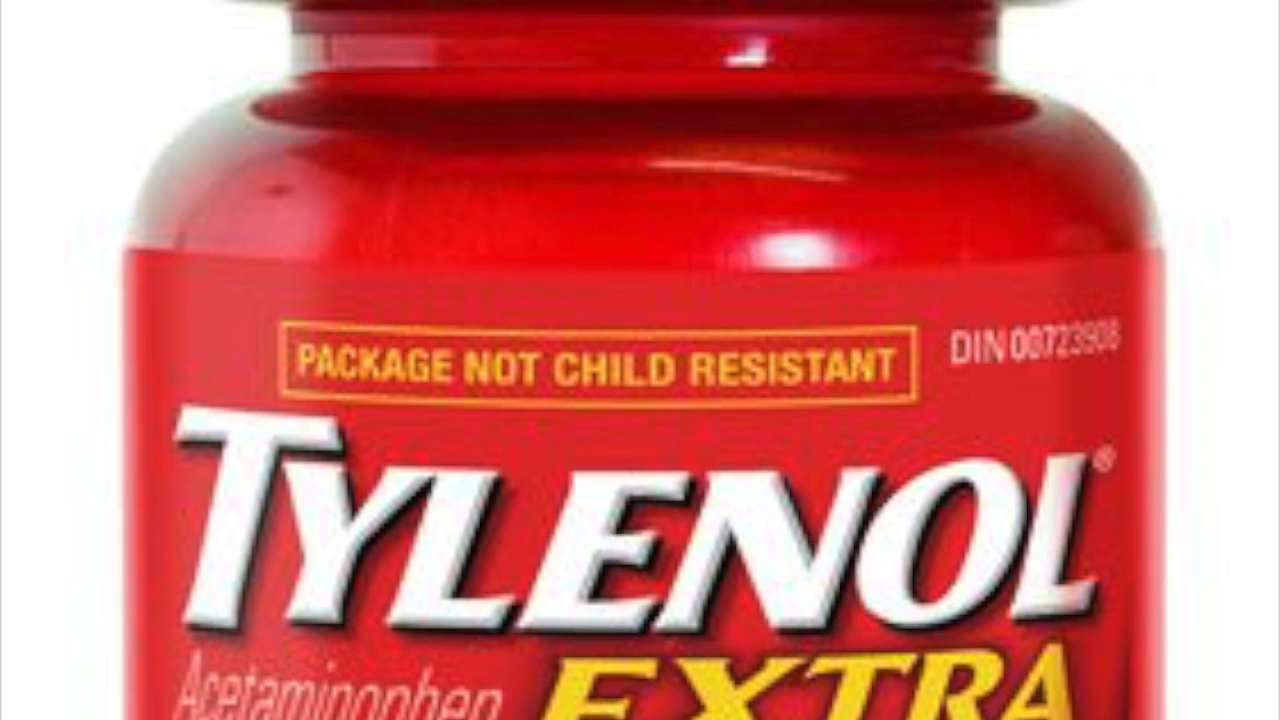 PACKAGE NOT CHILD RESISTANT
DIN 00723908
TYLENOL®
Acetaminophen
EXTRA